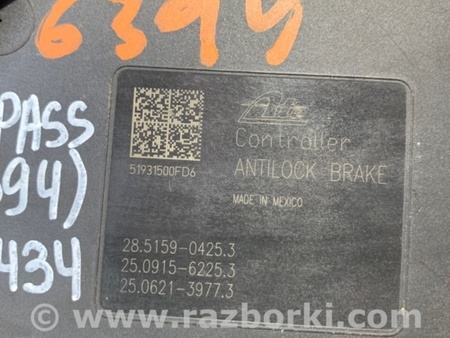 6399
PASS
94)
434
Ate
Controller
51931500FD6
ANTILOCK BRAKE
MADE IN MEXICO
28.5159-0425.3
25.0915-6225.3
25.0621-3977.3
© www.razborki.com